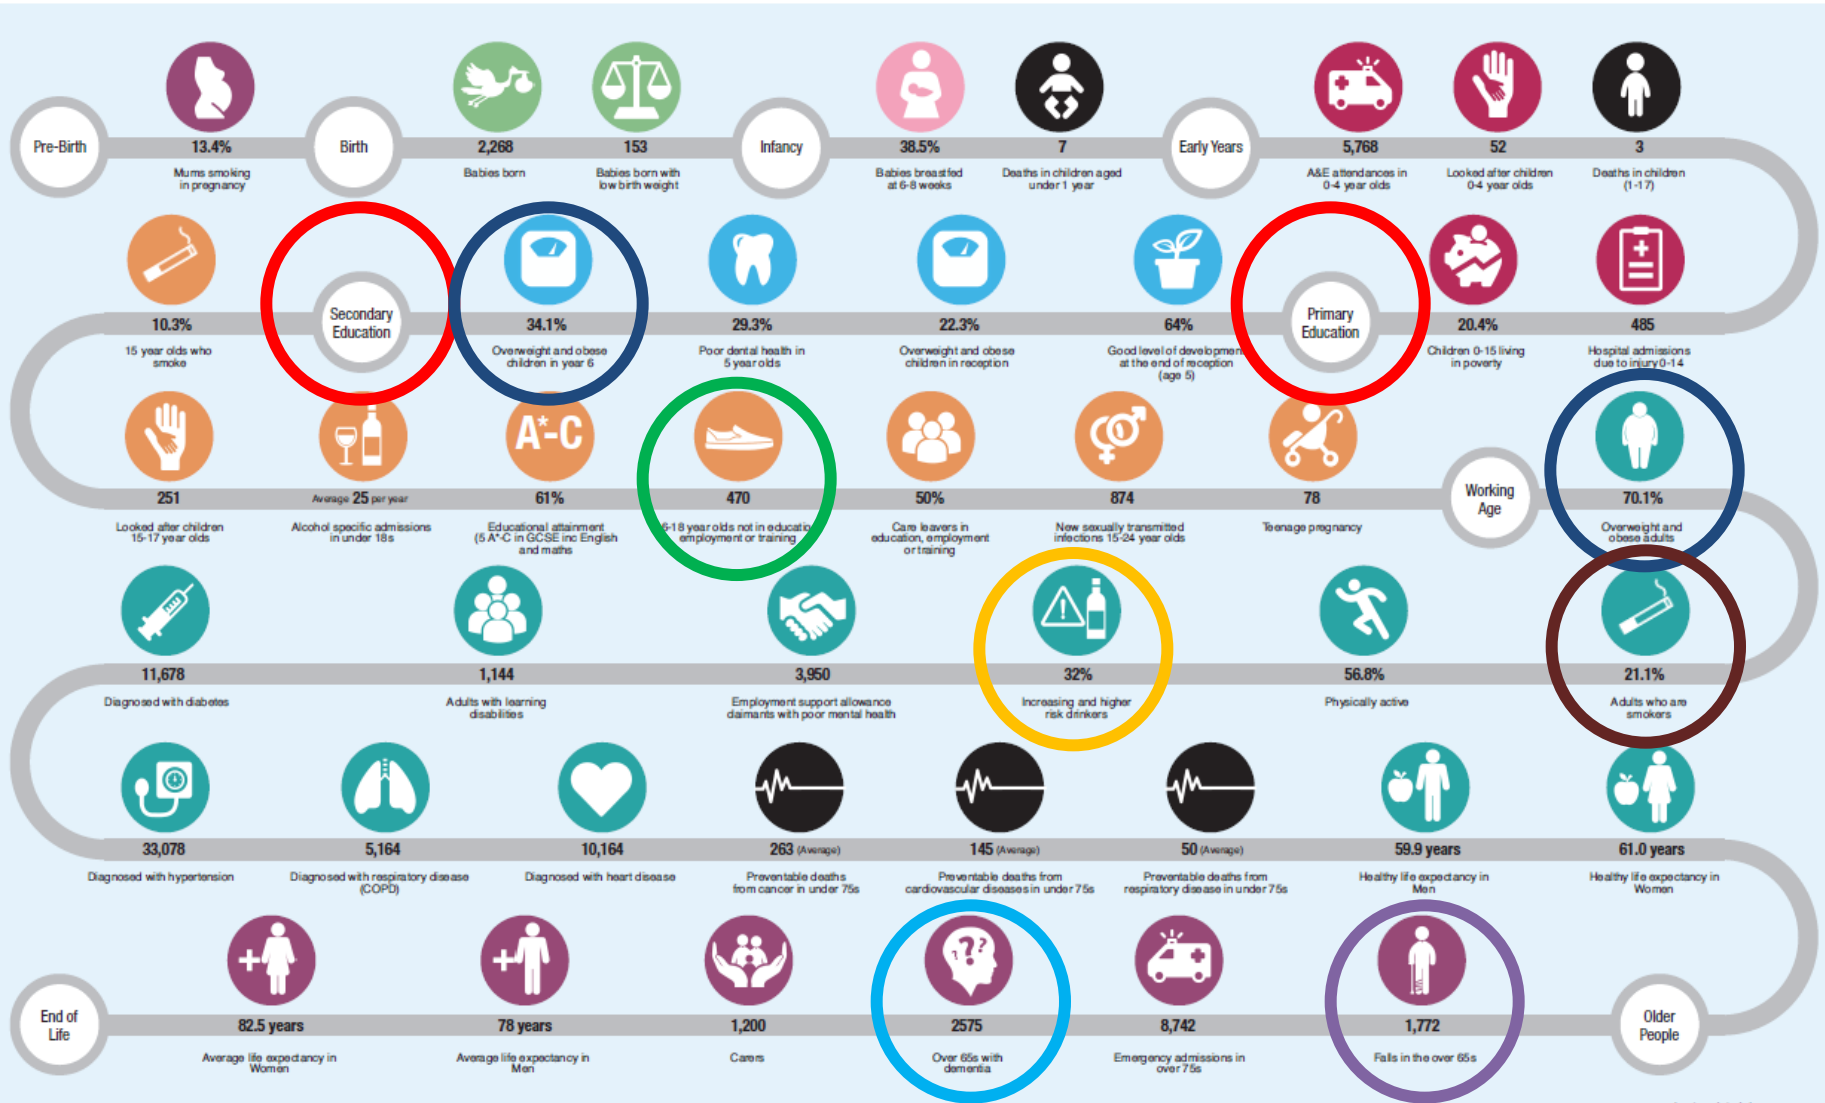 Pre-Birth
13.4%
Mums smoking
in pregnancy
Birth
2,268
Babies born
153
Babies born with
low birth weight
Infancy
38.5%
Babies breastfed
at 6-8 weeks
7
Deaths in children aged
under 1 year
Early Years
5,768
A&E attendances in
0-4 year olds
52
Looked after children
0-4 year olds
3
Deaths in children
(1-17)
10.3%
15 year olds who
smoke
Secondary
Education
34.1%
Overweight and obese
children in year 6
29.3%
Poor dental health in
5 year olds
22.3%
Overweight and obese
children in reception
64%
Good level of development
at the end of reception
(age 5)
Primary
Education
20.4%
Children 0-15 living
in poverty
485
Hospital admissions
due to injury 0-14
251
Looked after children
15-17 year olds
Average 25 per year
Alcohol specific admissions
in under 18s
A*-C
61%
Educational attainment
(5 A*-C in GCSE inc English
and maths
470
6-18 year olds not in educatio
employment or training
50%
Care leavers in
education, employment
or training
874
New sexually transmitted
infections 15-24 year olds
78
Teenage pregnancy
Working
Age
70.1%
Overweight and
obese adults
11,678
Diagnosed with diabetes
1,144
Adults with learning
disabilities
3,950
Employment support allowance
claimants with poor mental health
32%
Increasing and higher
risk drinkers
56.8%
Physically active
21.1%
Adults who are
smokers
33,078
Diagnosed with hypertension
5,164
Diagnosed with respiratory disease
(COPD)
10,164
Diagnosed with heart disease
263 (Average)
Preventable deaths
from cancer in under 75s
145 (Average)
Preventable deaths from
cardiovascular diseases in under 75s
50 (Average)
Preventable deaths from
respiratory disease in under 75s
59.9 years
Healthy life expectancy in
Men
61.0 years
Healthy life expectancy in
Women
End of
Life
82.5 years
Average life expectancy in
Women
78 years
Average life expectancy in
Men
1,200
Carers
??
?
2575
Over 65s with
dementia
8,742
Emergency admissions in
over 75s
1,772
Falls in the over 65s
Older
People